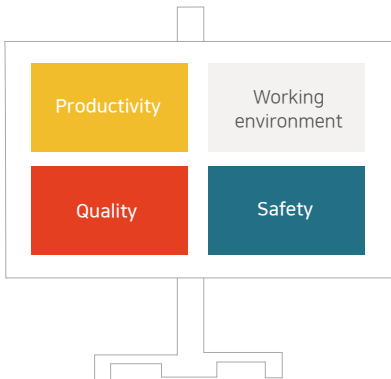 Productivity
Working
environment
Quality
Safety